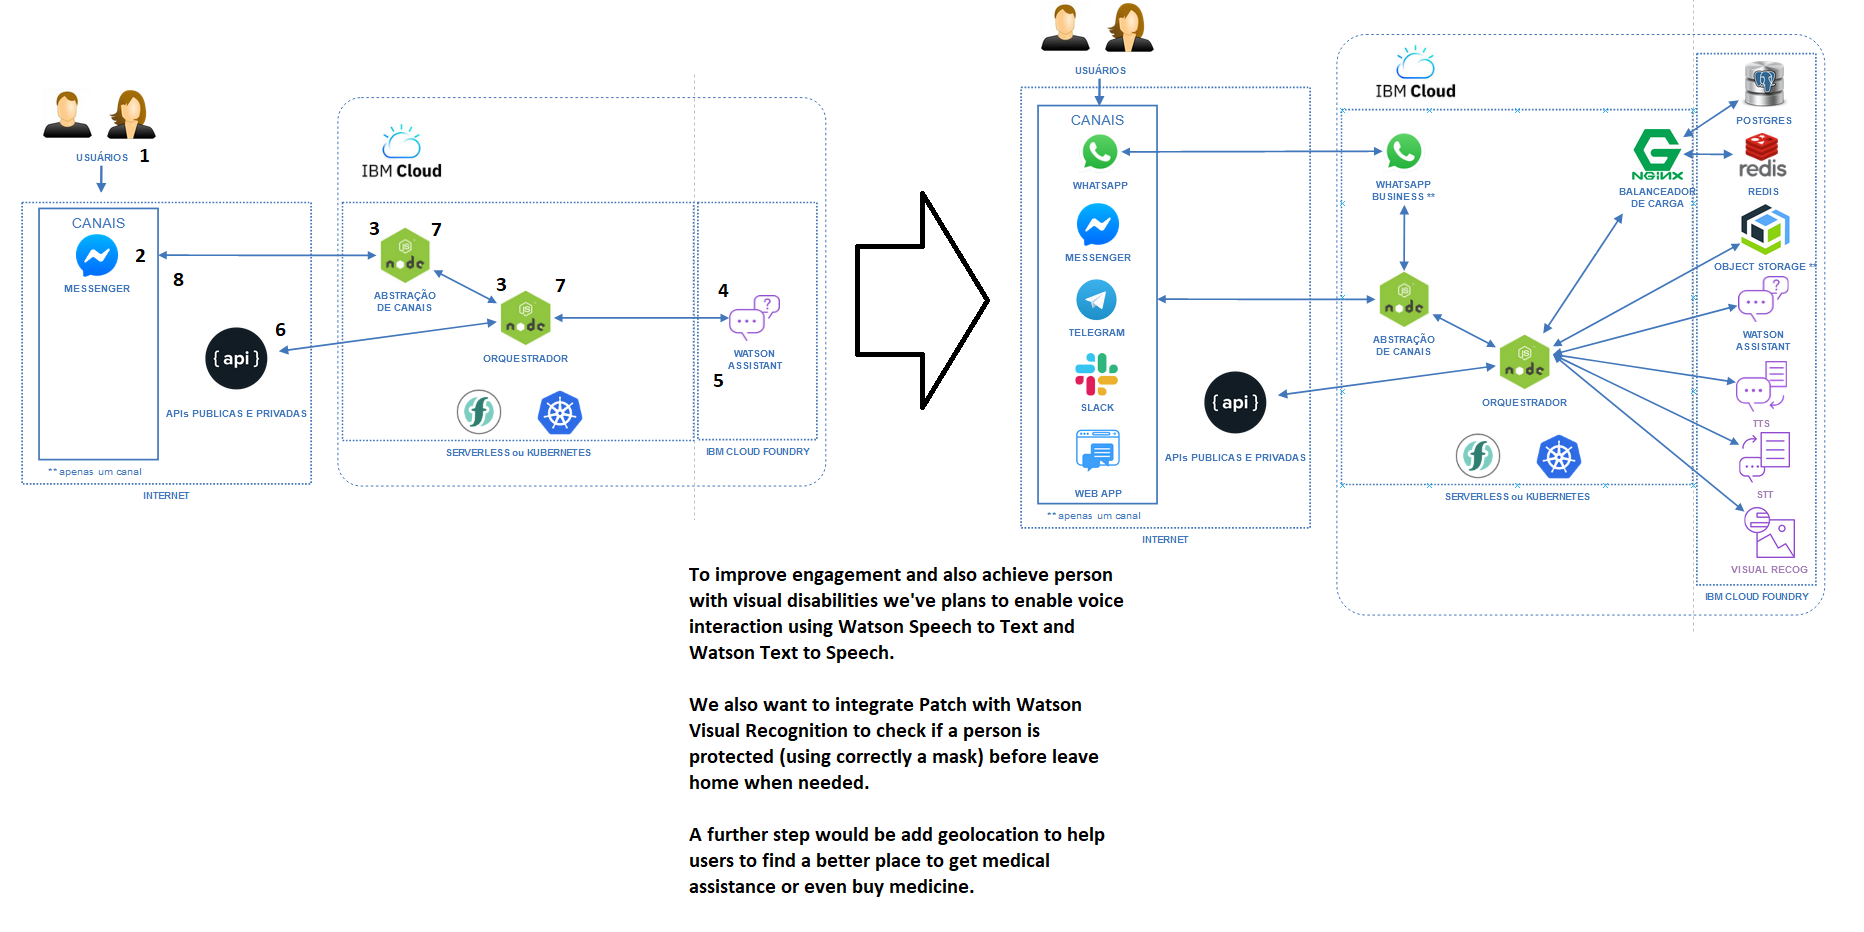 USUÁRIOS 1
CANAIS
2
MESSENGER
8
6
{ api }
APIs PUBLICAS E PRIVADAS
** apenas um canal
INTERNET
IBM Cloud
3 7
JS
node
ABSTRAÇÃO
DE CANAIS
3 7
JS
node
ORQUESTRADOR
SERVERLESS ou KUBERNETES
4
?
WATSON
ASSISTANT
5
IBM CLOUD FOUNDRY
USUÁRIOS
CANAIS
WHATSAPP
MESSENGER
TELEGRAM
SLACK
WEB APP
** apenas um canal
{ api }
APIs PUBLICAS E PRIVADAS
INTERNET
IBM Cloud
WHATSAPP
BUSINESS **
JS
node
ABSTRAÇÃO
DE CANAIS
JS
node
ORQUESTRADOR
SERVERLESS ou KUBERNETES
NGINX
BALANCEADOR
DE CARGA
POSTGRES
redis
REDIS
OBJECT STORAGE **
?
WATSON
ASSISTANT
TTS
STT
VISUAL RECOG
IBM CLOUD FOUNDRY
To improve engagement and also achieve person
with visual disabilities we've plans to enable voice
interaction using Watson Speech to Text and
Watson Text to Speech.
We also want to integrate Patch with Watson
Visual Recognition to check if a person is
protected (using correctly a mask) before leave
home when needed.
A further step would be add geolocation to help
users to find a better place to get medical
assistance or even buy medicine.